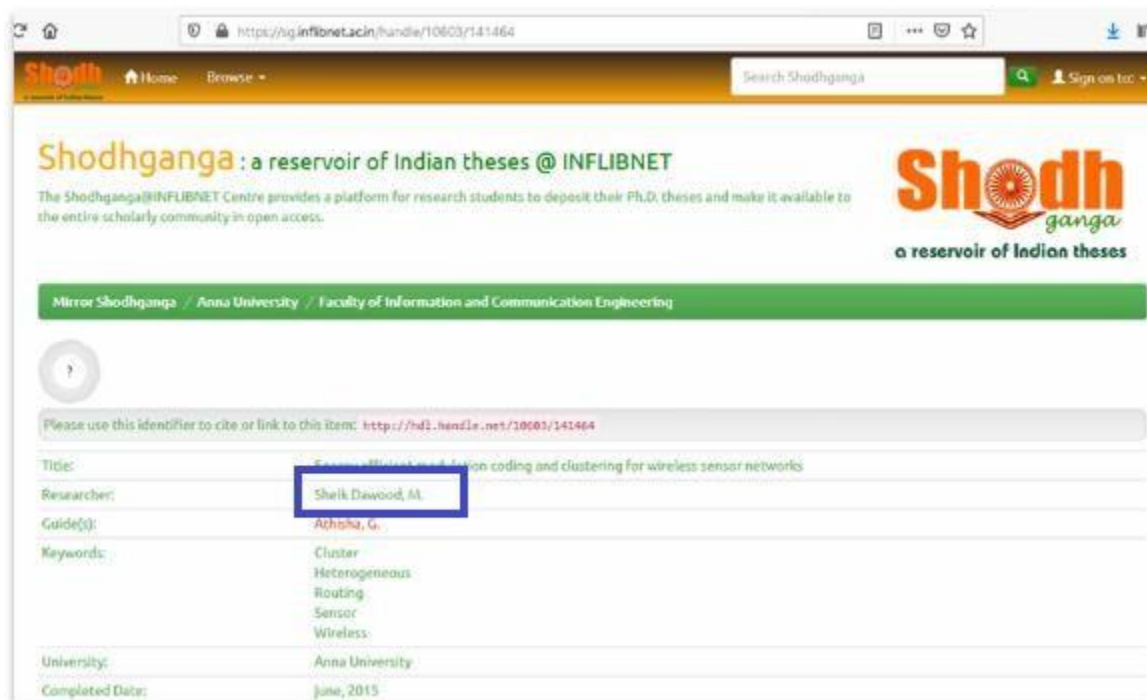 https://sg.inflibnet.ac.in/handle/10603/141464
Shodh Home Browse Search Shodhganga Sign on to:
Shodhganga : a reservoir of Indian theses @ INFLIBNET
The Shodhganga@INFLIBNET Centre provides a platform for research students to deposit their Ph.D. theses and make it available to
the entire scholarly community in open access.
Shodh
ganga
a reservoir of Indian theses
Mirror Shodhganga / Anna University / Faculty of Information and Communication Engineering
?
Please use this identifier to cite or link to this item: http://hdl.handle.net/10603/141464
Title: Energy efficient modulation coding and clustering for wireless sensor networks
Researcher: Sheik Dawood, M.
Guide(s): Athisha, G.
Keywords: Cluster
Heterogeneous
Routing
Sensor
Wireless
University: Anna University
Completed Date: June, 2015